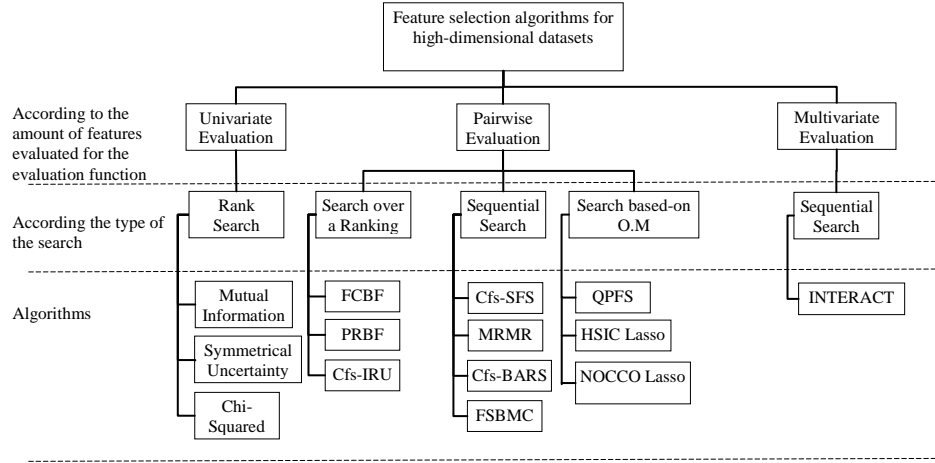 Feature selection algorithms for
high-dimensional datasets
According to the
amount of features
evaluated for the
evaluation function
Univariate
Evaluation
Pairwise
Evaluation
Multivariate
Evaluation
According the type of
the search
Rank
Search
Search over
a Ranking
Sequential
Search
Search based-on
O.M
Sequential
Search
Algorithms
Mutual
Information
Symmetrical
Uncertainty
Chi-
Squared
FCBF
PRBF
Cfs-IRU
Cfs-SFS
MRMR
Cfs-BARS
FSBMC
QPFS
HSIC Lasso
NOCCO Lasso
INTERACT